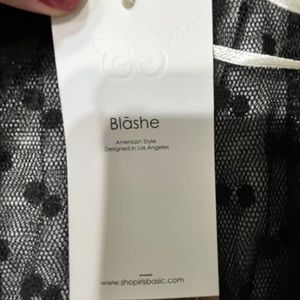 Blāshe
American Style
Designed in Los Angeles
www.shopirisbasic.com